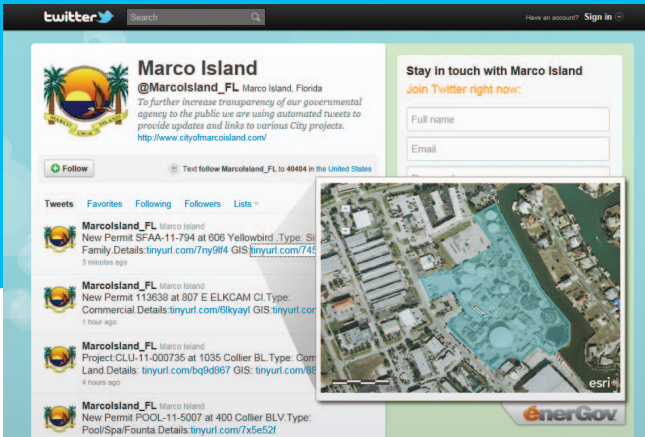 twitter
Search
Have an account? Sign in
Marco Island
@MarcoIsland_FL Marco Island, Florida
To further increase transparency of our governmental
agency to the public we are using automated tweets to
provide updates and links to various City projects.
http://www.cityofmarcoisland.com/
Follow
Text follow MarcoIsland_FL to 40404 in the United States
Stay in touch with Marco Island
Join Twitter right now:
Full name
Email
Tweets Favorites Following Followers Lists
MarcoIsland_FL Marco Island
New Permit SFAA-11-794 at 606 Yellowbird .Type: Si
Family.Details:tinyurl.com/7ny9lf4 GIS:tinyurl.com/745
5 minutes ago
MarcoIsland_FL Marco Island
New Permit 113638 at 807 E ELKCAM CI.Type:
Commercial.Details:tinyurl.com/6lkyayl GIS:tinyurl.cor
1 hour ago
MarcoIsland_FL Marco Island
Project:CLU-11-000735 at 1035 Collier BL.Type: Com
Land.Details: tinyurl.com/bq9d867 GIS: tinyurl.com/88
4 hours ago
MarcoIsland_FL Marco Island
New Permit POOL-11-5007 at 400 Collier BLV.Type:
Pool/Spa/Founta.Details:tinyurl.com/7x5e52f
esri
enerGov